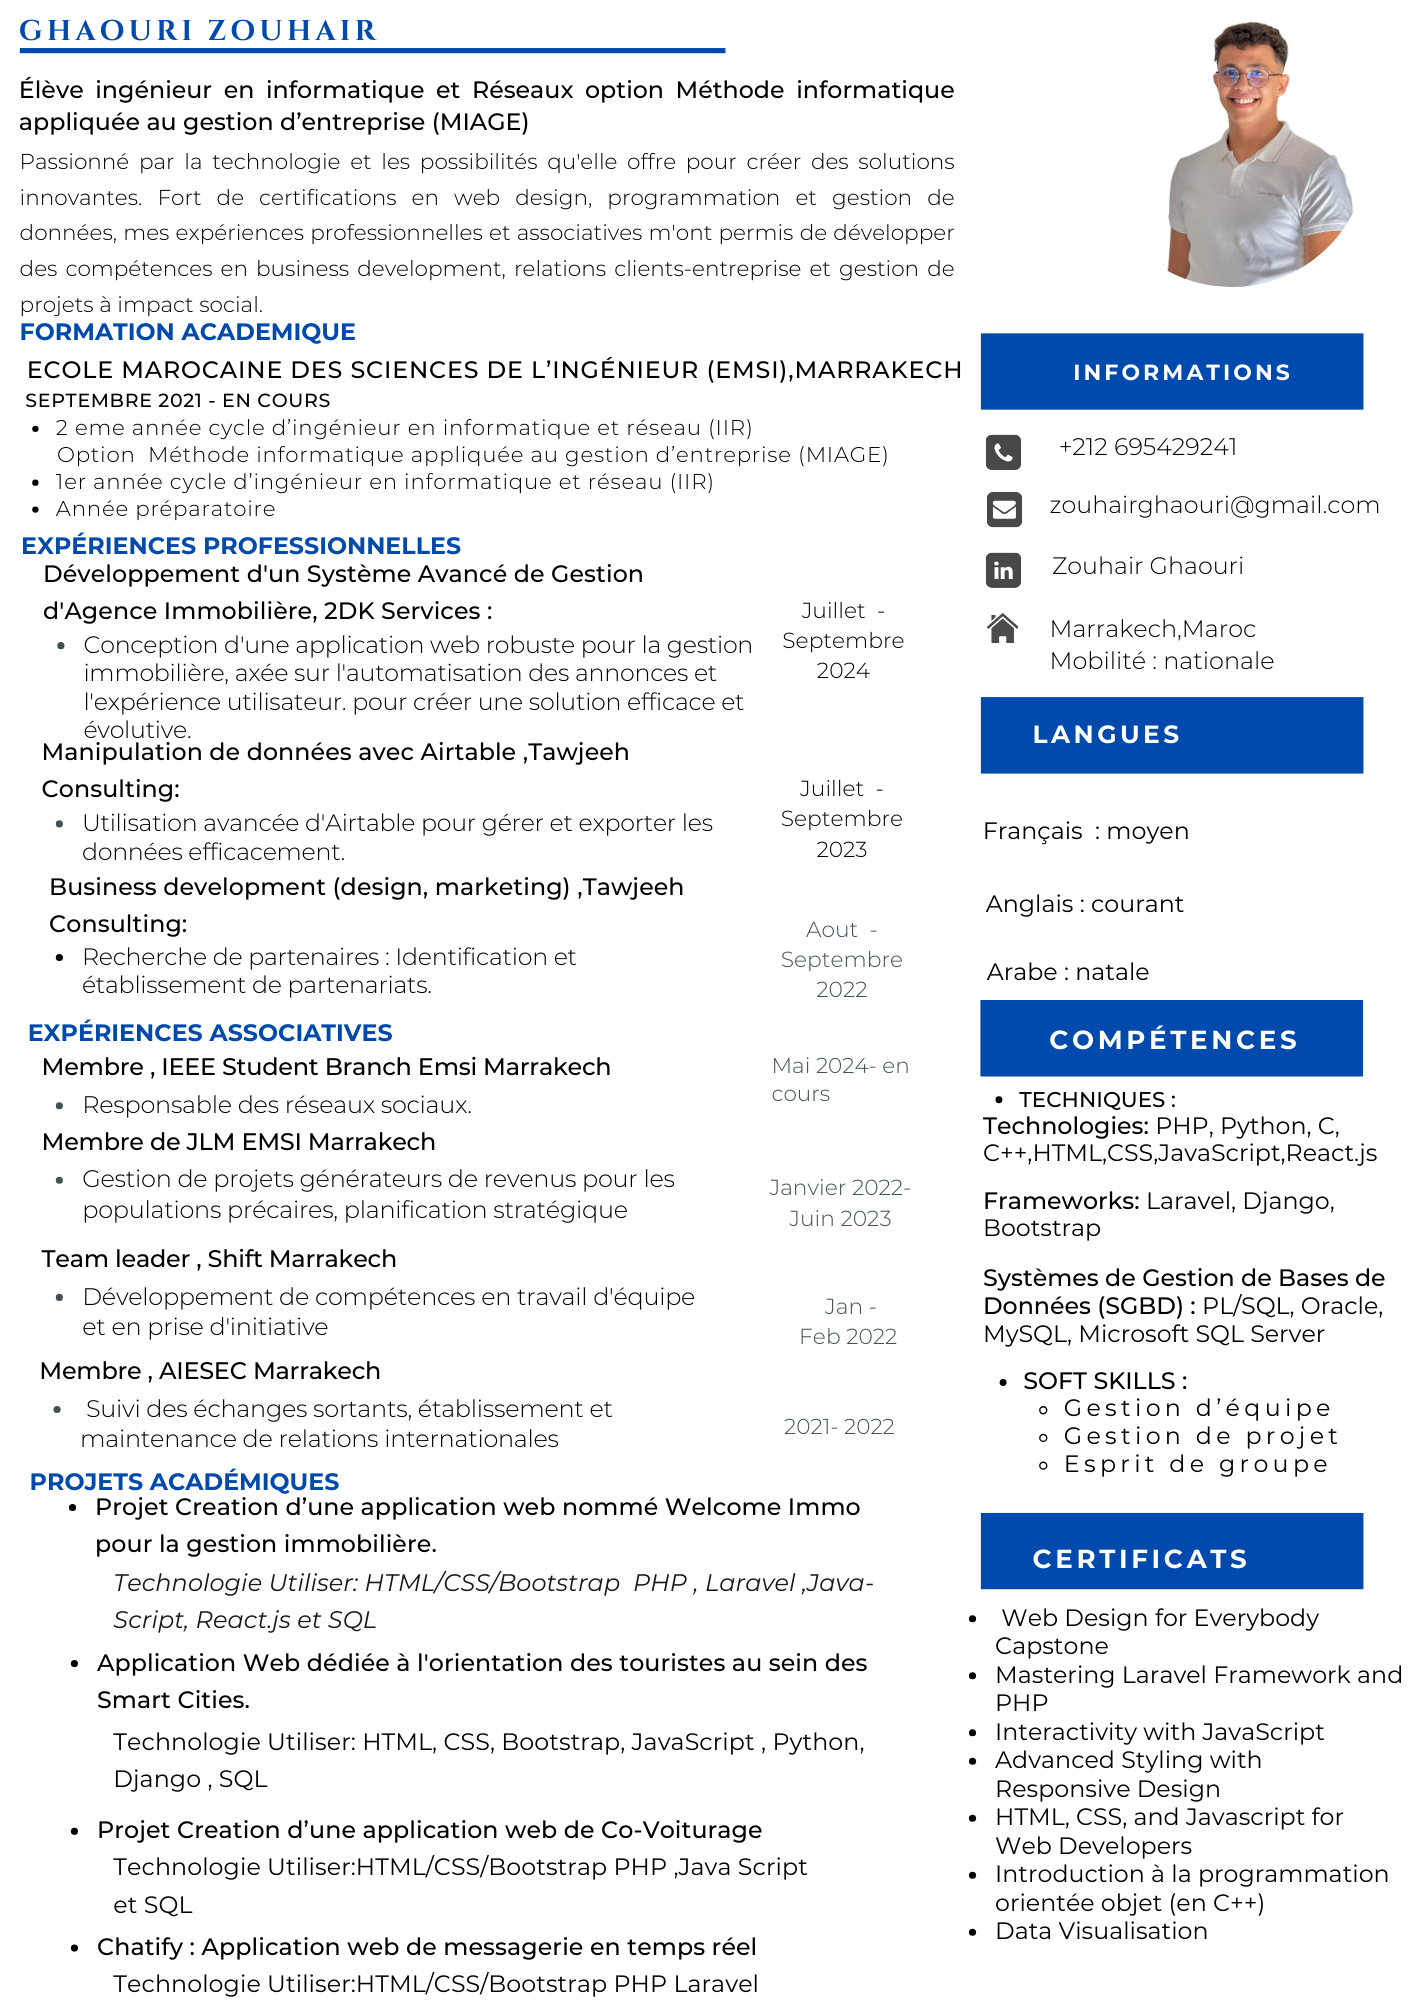 GHAOURI ZOUHAIR
Élève ingénieur en informatique et Réseaux option Méthode informatique
appliquée au gestion d’entreprise (MIAGE)
Passionné par la technologie et les possibilités qu'elle offre pour créer des solutions
innovantes. Fort de certifications en web design, programmation et gestion de
données, mes expériences professionnelles et associatives m'ont permis de développer
des compétences en business development, relations clients-entreprise et gestion de
projets à impact social.
FORMATION ACADEMIQUE
ECOLE MAROCAINE DES SCIENCES DE L’INGÉNIEUR (EMSI),MARRAKECH
SEPTEMBRE 2021 - EN COURS
• 2 eme année cycle d’ingénieur en informatique et réseau (IIR)
Option  Méthode informatique appliquée au gestion d’entreprise (MIAGE)
• 1er année cycle d’ingénieur en informatique et réseau (IIR)
• Année préparatoire
EXPÉRIENCES PROFESSIONNELLES
Développement d'un Système Avancé de Gestion
d'Agence Immobilière, 2DK Services :
• Conception d'une application web robuste pour la gestion
immobilière, axée sur l'automatisation des annonces et
l'expérience utilisateur. pour créer une solution efficace et
évolutive.
Juillet  -
Septembre
2024
Manipulation de données avec Airtable ,Tawjeeh
Consulting:
• Utilisation avancée d'Airtable pour gérer et exporter les
données efficacement.
Juillet  -
Septembre
2023
Business development (design, marketing) ,Tawjeeh
Consulting:
• Recherche de partenaires : Identification et
établissement de partenariats.
Aout  -
Septembre
2022
EXPÉRIENCES ASSOCIATIVES
Membre , IEEE Student Branch Emsi Marrakech
• Responsable des réseaux sociaux.
Mai 2024- en
cours
Membre de JLM EMSI Marrakech
• Gestion de projets générateurs de revenus pour les
populations précaires, planification stratégique
Janvier 2022-
Juin 2023
Team leader , Shift Marrakech
• Développement de compétences en travail d'équipe
et en prise d'initiative
Jan -
Feb 2022
Membre , AIESEC Marrakech
• Suivi des échanges sortants, établissement et
maintenance de relations internationales
2021- 2022
PROJETS ACADÉMIQUES
• Projet Creation d’une application web nommé Welcome Immo
pour la gestion immobilière.
Technologie Utiliser: HTML/CSS/Bootstrap  PHP , Laravel ,Java-
Script, React.js et SQL
• Application Web dédiée à l'orientation des touristes au sein des
Smart Cities.
Technologie Utiliser: HTML, CSS, Bootstrap, JavaScript , Python,
Django , SQL
• Projet Creation d’une application web de Co-Voiturage
Technologie Utiliser:HTML/CSS/Bootstrap PHP ,Java Script
et SQL
• Chatify : Application web de messagerie en temps réel
Technologie Utiliser:HTML/CSS/Bootstrap PHP Laravel
INFORMATIONS
+212 695429241
zouhairghaouri@gmail.com
in
Zouhair Ghaouri
Marrakech,Maroc
Mobilité : nationale
LANGUES
Français  : moyen
Anglais : courant
Arabe : natale
COMPÉTENCES
• TECHNIQUES :
Technologies: PHP, Python, C,
C++,HTML,CSS,JavaScript,React.js
Frameworks: Laravel, Django,
Bootstrap
Systèmes de Gestion de Bases de
Données (SGBD) : PL/SQL, Oracle,
MySQL, Microsoft SQL Server
• SOFT SKILLS :
◦ Gestion d’équipe
◦ Gestion de projet
◦ Esprit de groupe
CERTIFICATS
• Web Design for Everybody
Capstone
• Mastering Laravel Framework and
PHP
• Interactivity with JavaScript
• Advanced Styling with
Responsive Design
• HTML, CSS, and Javascript for
Web Developers
• Introduction à la programmation
orientée objet (en C++)
• Data Visualisation